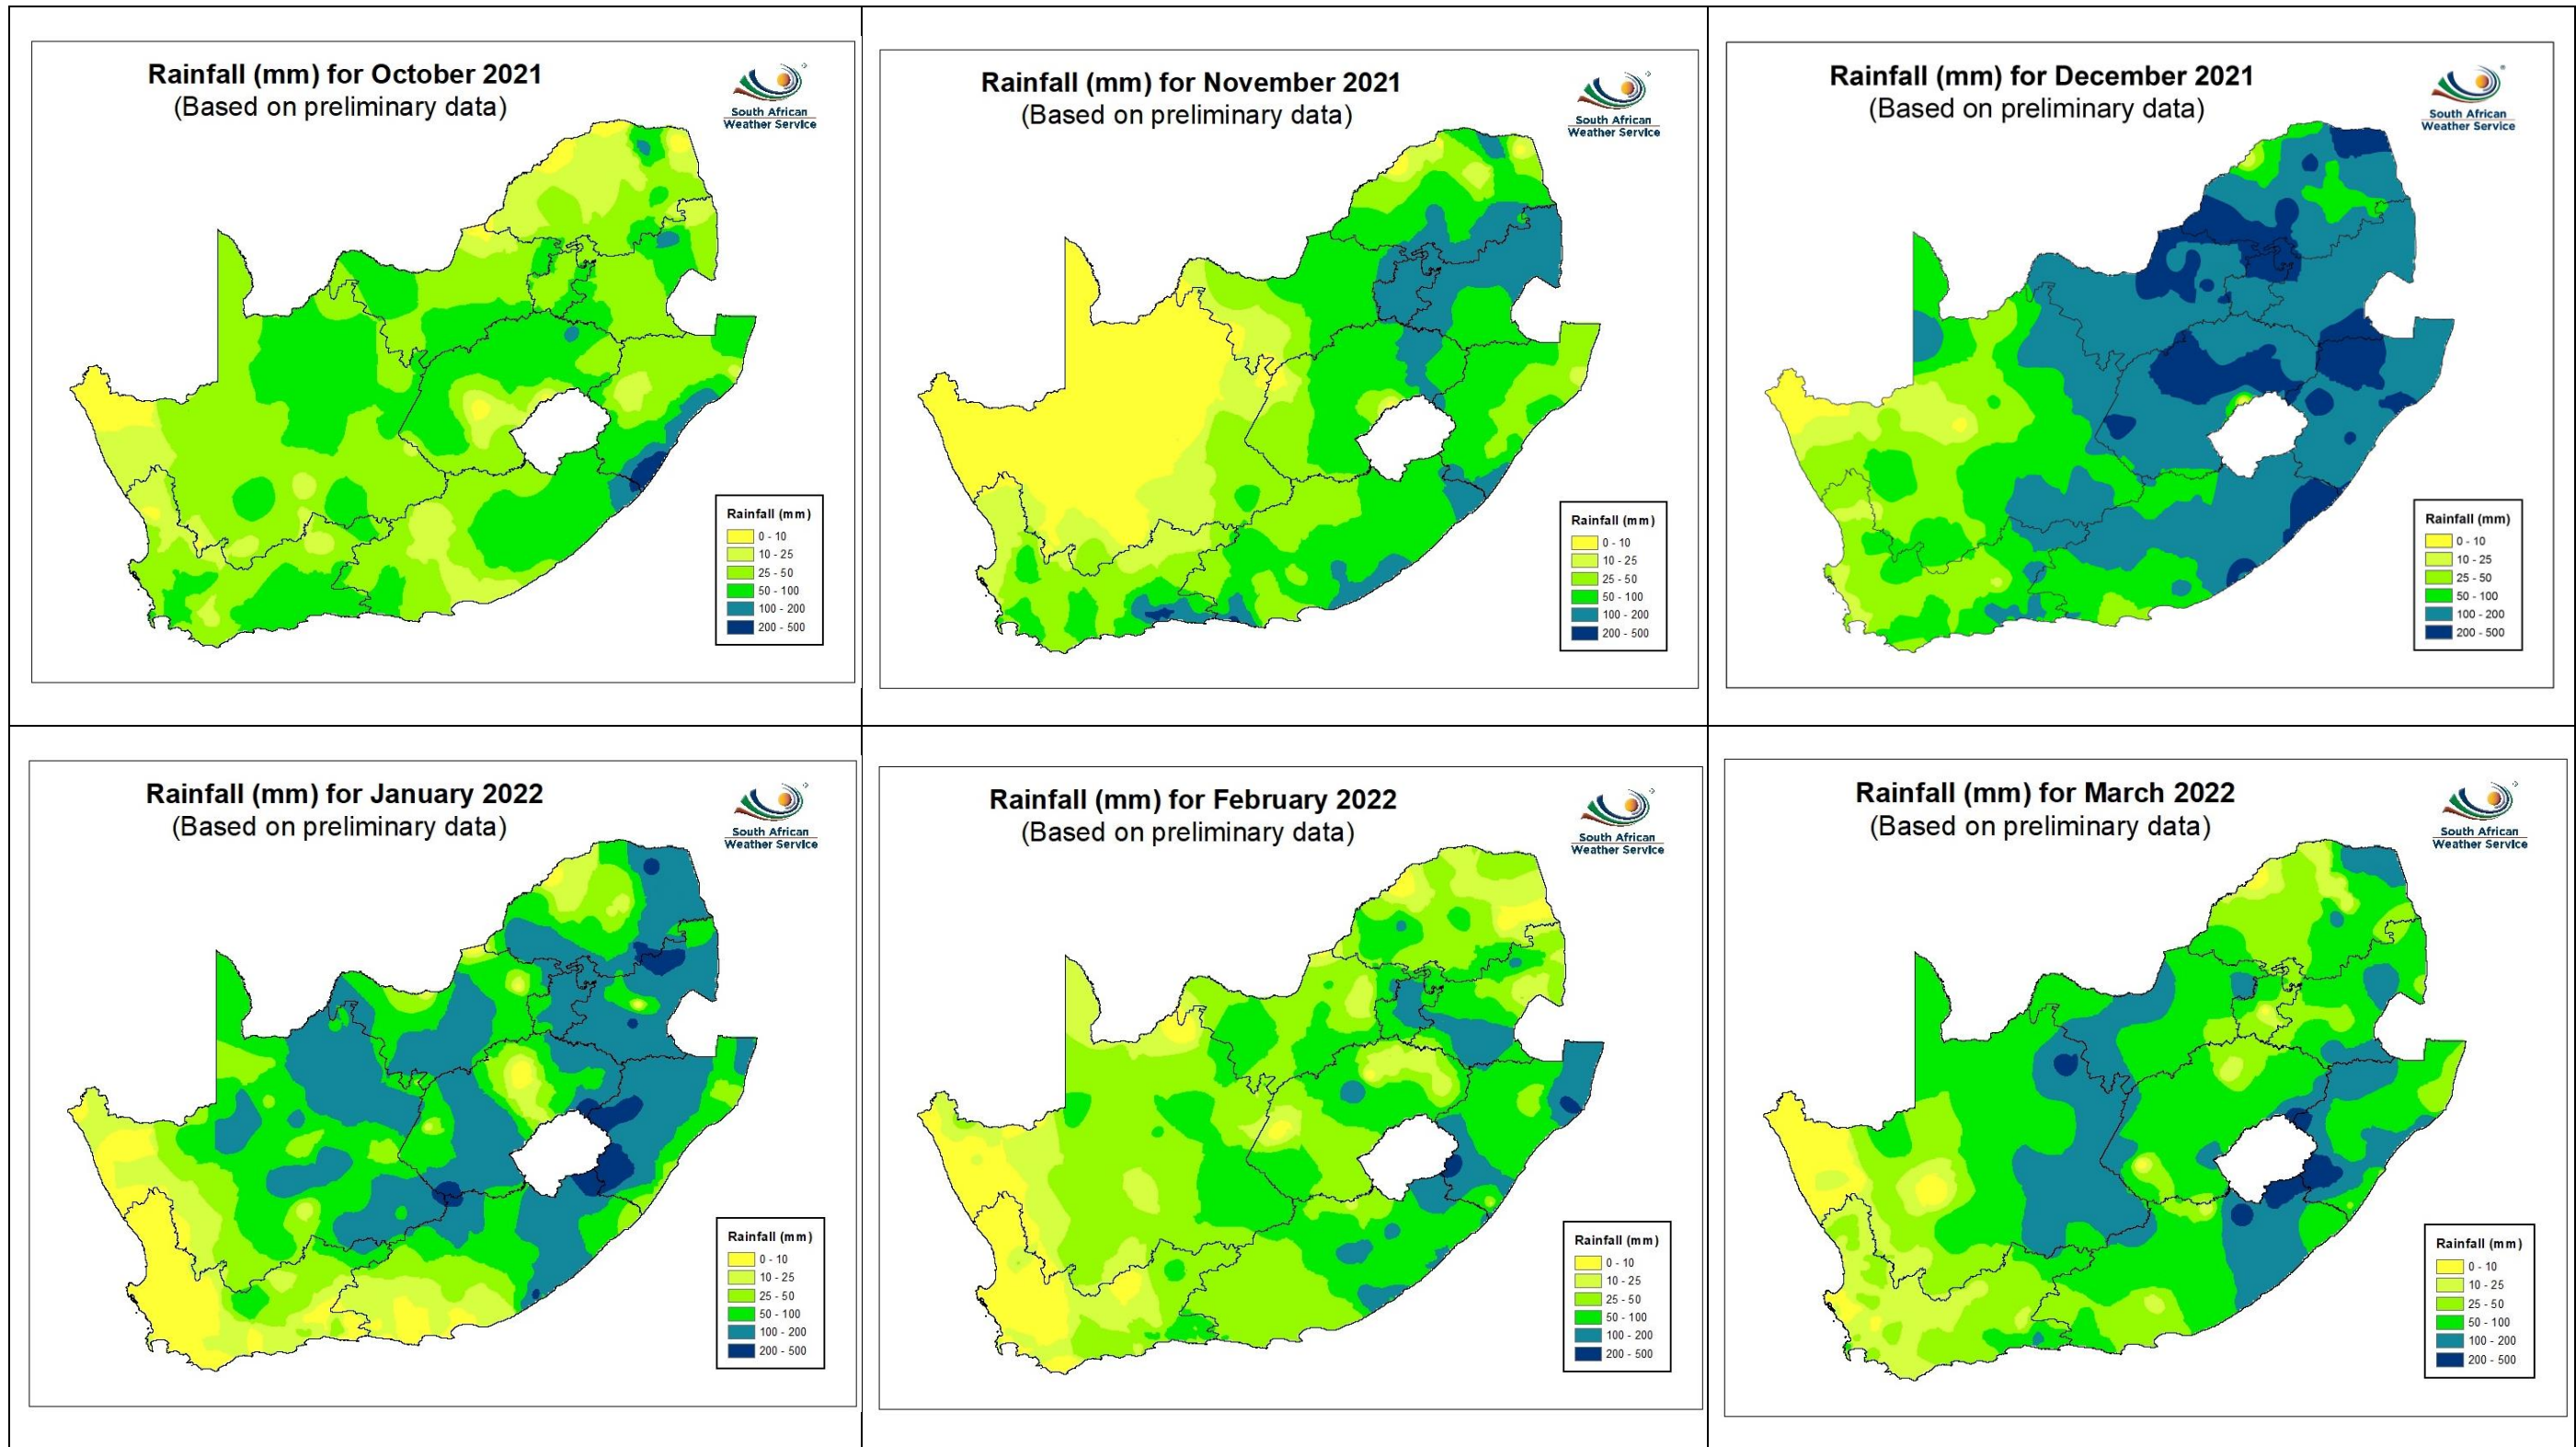 Rainfall (mm) for October 2021
(Based on preliminary data)
South African
Weather Service
Rainfall (mm)
0 - 10
10 - 25
25 - 50
50 - 100
100 - 200
200 - 500
Rainfall (mm) for November 2021
(Based on preliminary data)
South African
Weather Service
Rainfall (mm)
0 - 10
10 - 25
25 - 50
50 - 100
100 - 200
200 - 500
Rainfall (mm) for December 2021
(Based on preliminary data)
South African
Weather Service
Rainfall (mm)
0 - 10
10 - 25
25 - 50
50 - 100
100 - 200
200 - 500
Rainfall (mm) for January 2022
(Based on preliminary data)
South African
Weather Service
Rainfall (mm)
0 - 10
10 - 25
25 - 50
50 - 100
100 - 200
200 - 500
Rainfall (mm) for February 2022
(Based on preliminary data)
South African
Weather Service
Rainfall (mm)
0 - 10
10 - 25
25 - 50
50 - 100
100 - 200
200 - 500
Rainfall (mm) for March 2022
(Based on preliminary data)
South African
Weather Service
Rainfall (mm)
0 - 10
10 - 25
25 - 50
50 - 100
100 - 200
200 - 500